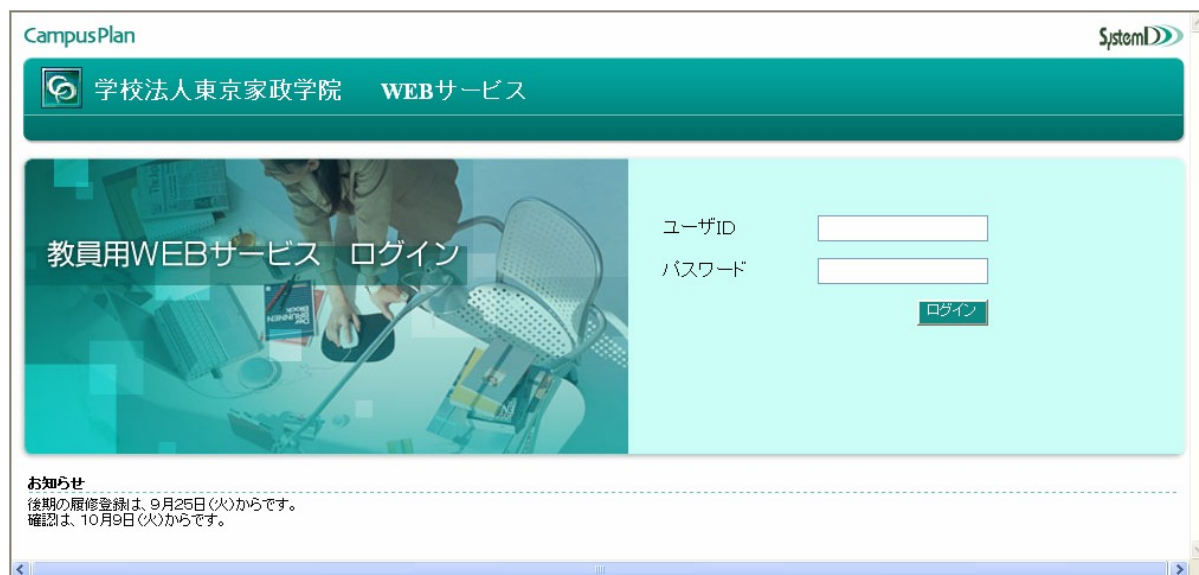 CampusPlan
SystemD
学校法人東京家政学院 WEBサービス
教員用WEBサービス ログイン
ユーザID
パスワード
ログイン
お知らせ
後期の履修登録は、9月25日(火)からです。
確認は、10月9日(火)からです。